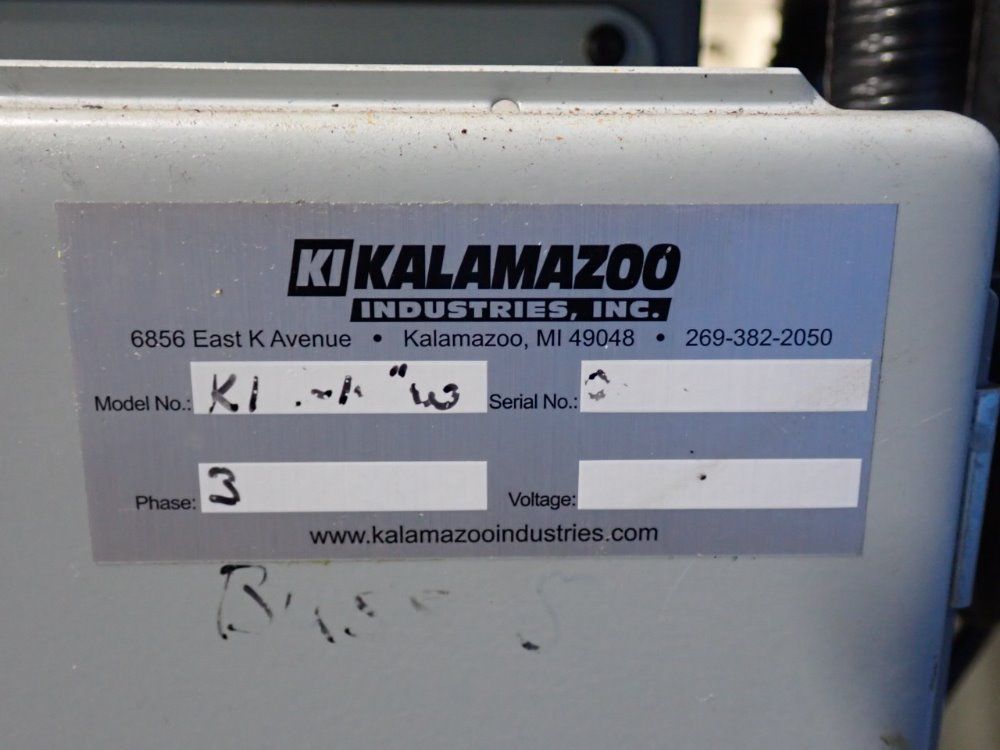 KI KALAMAZOO
INDUSTRIES, INC.
6856 East K Avenue • Kalamazoo, MI 49048 • 269-382-2050
Model No.: KI Serial No.:
Phase: 3 Voltage:
www.kalamazooindustries.com